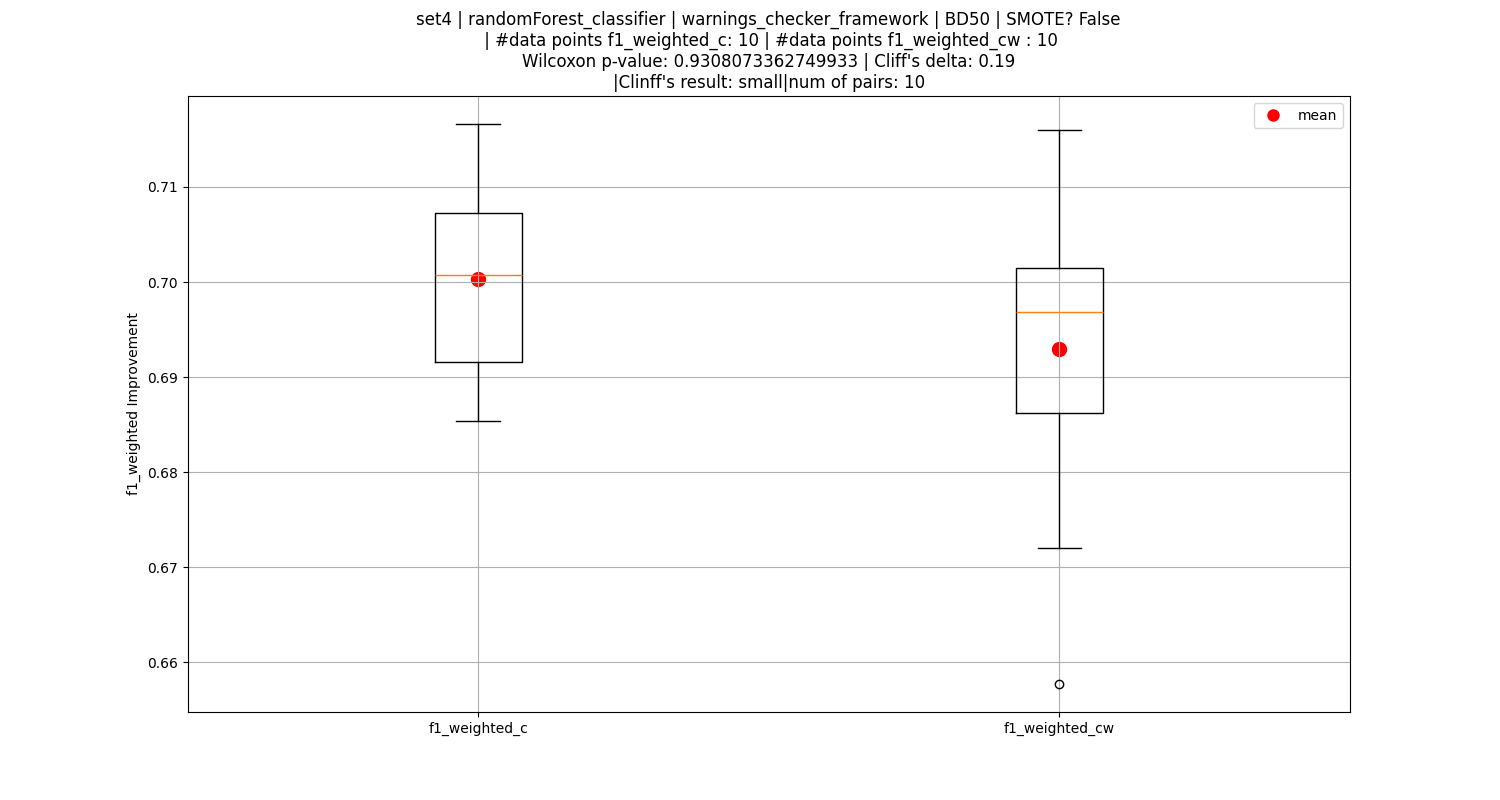 set4 | randomForest_classifier | warnings_checker_framework | BD50 | SMOTE? False
| #data points f1_weighted_c: 10 | #data points f1_weighted_cw : 10
Wilcoxon p-value: 0.9308073362749933 | Cliff's delta: 0.19
|Clinff's result: small|num of pairs: 10
mean
0.71
0.70
0.69
0.68
0.67
0.66
f1_weighted Improvement
f1_weighted_c
f1_weighted_cw